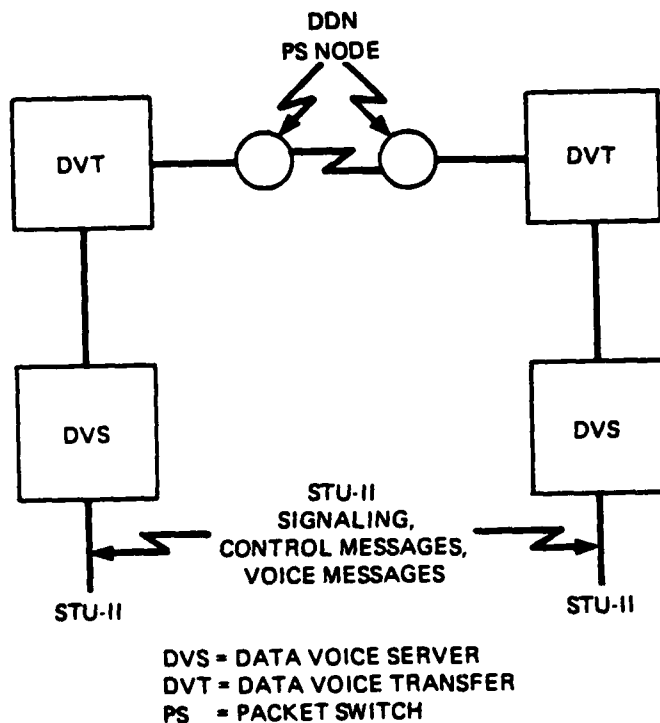 DDN
PS NODE
DVT
DVT
DVS
DVS
STU-II
SIGNALING,
CONTROL MESSAGES,
VOICE MESSAGES
STU-II
STU-II
DVS = DATA VOICE SERVER
DVT = DATA VOICE TRANSFER
PS = PACKET SWITCH